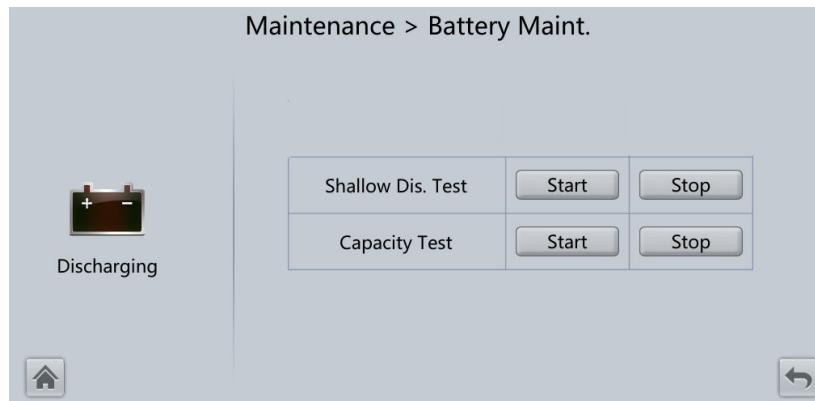 Maintenance > Battery Maint.
Shallow Dis. Test Start Stop
Capacity Test Start Stop
+ -
Discharging